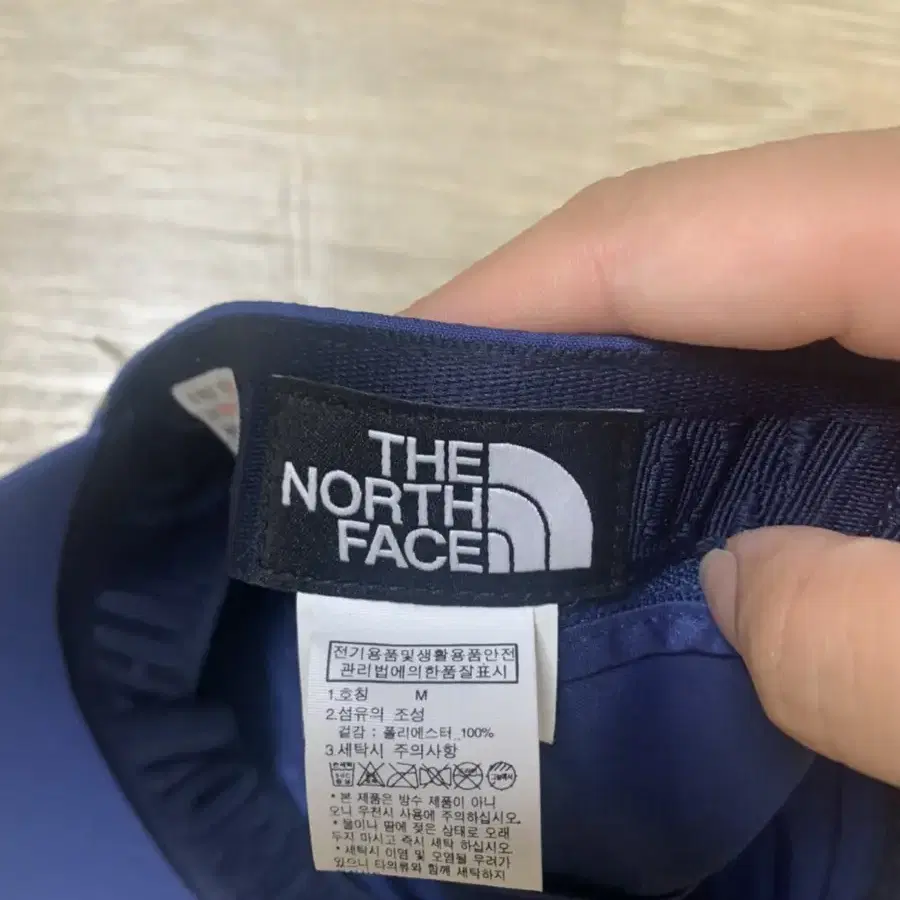 THE
NORTH
FACE
전기용품및생활용품안전
관리법에의한품질표시
1.호칭 M
2.섬유의 조성
겉감 : 폴리에스터 100%
3.세탁시 주의사항
* 본 제품은 방수 제품이 아니
오니 우천시 사용에 주의하십시오.
* 물이나 땀에 젖은 상태로 오래
두지 마시고 즉시 세탁 하십시오.
* 세탁시 이염 및 오염될 우려가
있으니 타의류와 함께 세탁하지